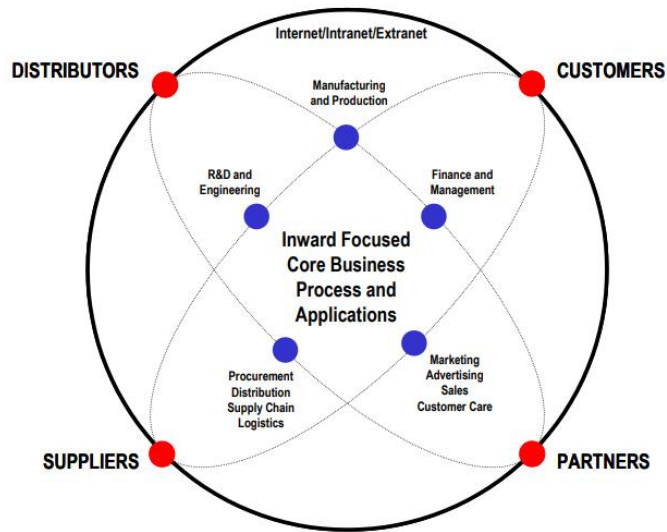 Internet/Intranet/Extranet
DISTRIBUTORS
CUSTOMERS
Manufacturing
and Production
R&D and
Engineering
Finance and
Management
Inward Focused
Core Business
Process and
Applications
Procurement
Distribution
Supply Chain
Logistics
Marketing
Advertising
Sales
Customer Care
SUPPLIERS
PARTNERS